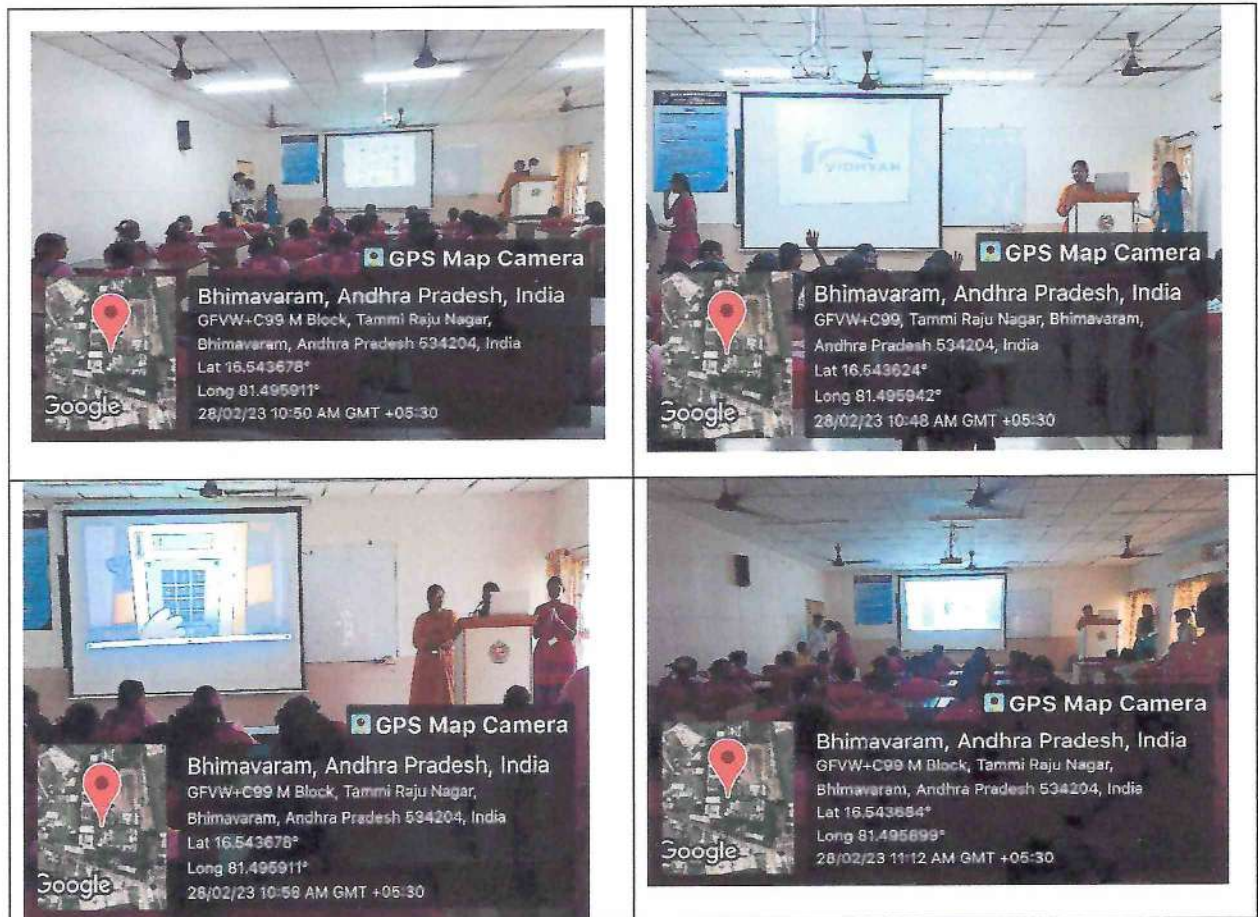 GPS Map Camera
Bhimavaram, Andhra Pradesh, India
GFVW+C99 M Block, Tammi Raju Nagar,
Bhimavaram, Andhra Pradesh 534204, India
Lat 16.543678°
Long 81.495911°
28/02/23 10:50 AM GMT +05:30
Google
VIDHYAN
GPS Map Camera
Bhimavaram, Andhra Pradesh, India
GFVW+C99, Tammi Raju Nagar, Bhimavaram,
Andhra Pradesh 534204, India
Lat 16.543624°
Long 81.495942°
28/02/23 10:48 AM GMT +05:30
Google
GPS Map Camera
Bhimavaram, Andhra Pradesh, India
GFVW+C99 M Block, Tammi Raju Nagar,
Bhimavaram, Andhra Pradesh 534204, India
Lat 16.543678°
Long 81.495911°
28/02/23 10:58 AM GMT +05:30
Google
GPS Map Camera
Bhimavaram, Andhra Pradesh, India
GFVW+C99 M Block, Tammi Raju Nagar,
Bhimavaram, Andhra Pradesh 534204, India
Lat 16.543684°
Long 81.495899°
28/02/23 11:12 AM GMT +05:30
Google